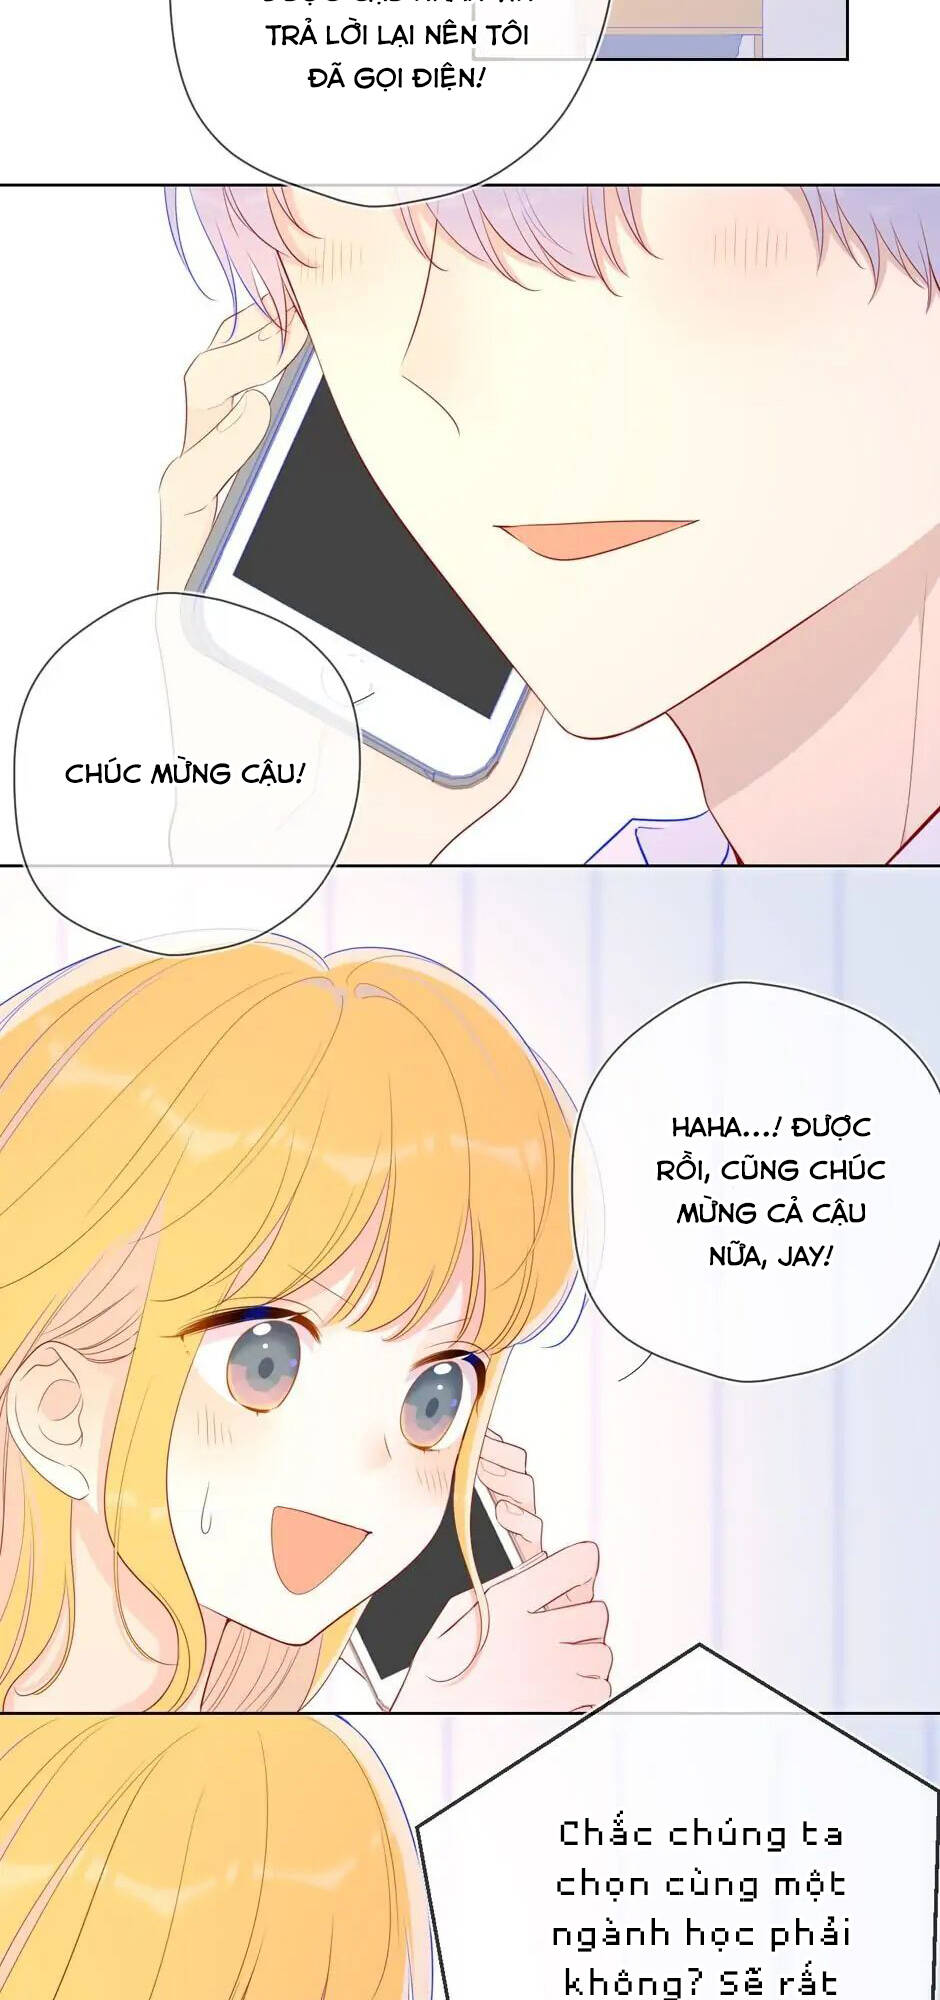 TRẢ LỜI LẠI NÊN TÔI
ĐÃ GỌI ĐIỆN!
CHÚC MỪNG CẬU!
HAHA...! ĐƯỢC
RỒI, CŨNG CHÚC
MỪNG CẢ CẬU
NỮA, JAY!
Chắc chúng ta
chọn cùng một
ngành học phải
không? Sẽ rất